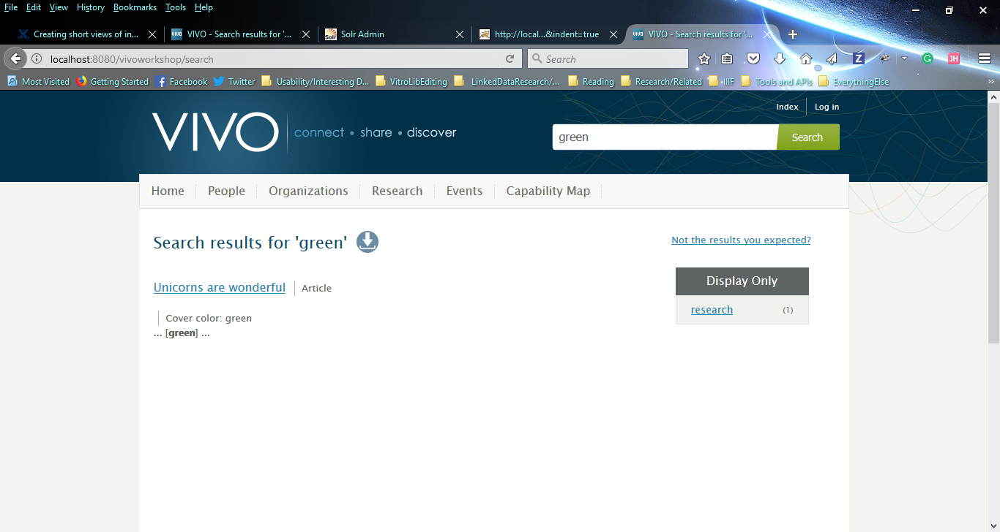 File Edit View History Bookmarks Tools Help
Creating short views of in... VIVO - Search results for '... Solr Admin http://local...&indent=true VIVO - Search results for '...
localhost:8080/vivoworkshop/search Search
Most Visited Getting Started Facebook Twitter Usability/Interesting D... VitroLibEditing LinkedDataResearch/... Reading Research/Related IIIF Tools and APIs EverythingElse
Index Log in
VIVO connect • share • discover
green Search
Home People Organizations Research Events Capability Map
Search results for 'green'
Not the results you expected?
Unicorns are wonderful Article
Cover color: green
... [green] ...
Display Only
research (1)